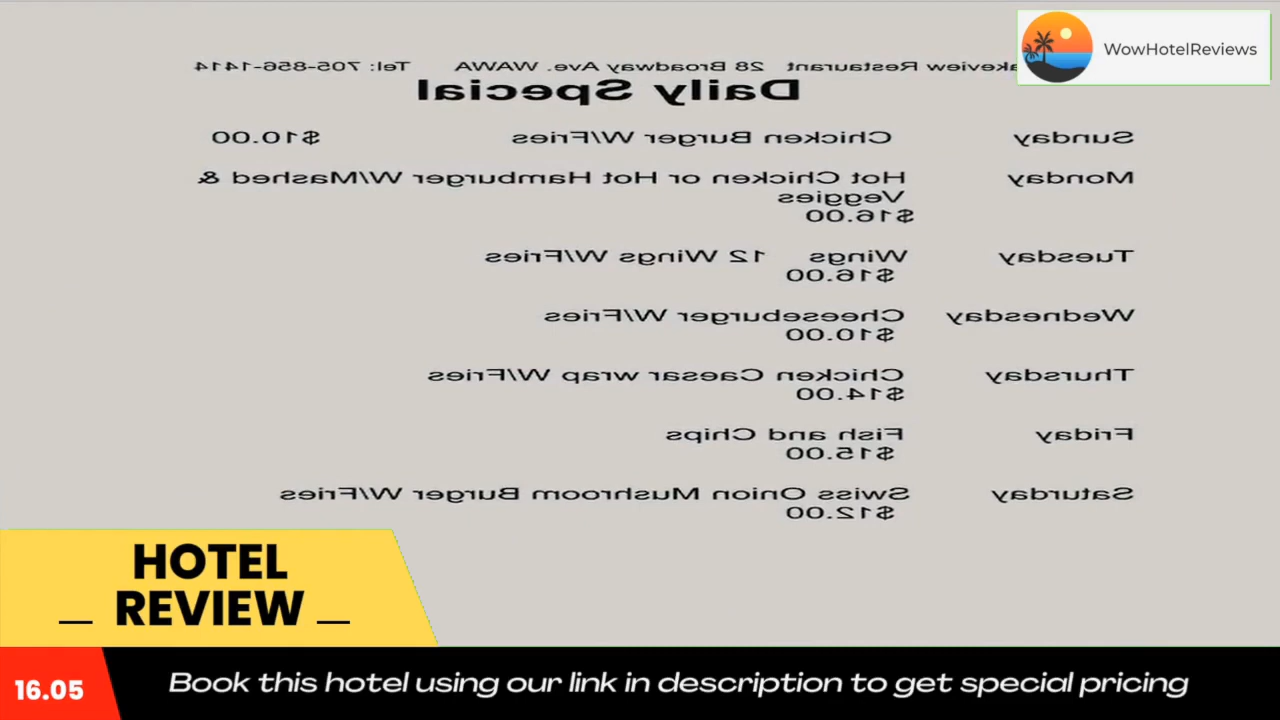 WowHotelReviews
akeview Restaurant 28 Broadway Ave. WAWA Tel: 705-856-1414
Daily Special
Sunday Chicken Burger W/Fries $10.00
Monday Hot Chicken or Hot Hamburger W/Mashed &
Veggies
$16.00
Tuesday Wings 12 Wings W/Fries
$16.00
Wednesday Cheeseburger W/Fries
$10.00
Thursday Chicken Caesar wrap W/Fries
$14.00
Friday Fish and Chips
$15.00
Saturday Swiss Onion Mushroom Burger W/Fries
$12.00
HOTEL
_ REVIEW _
16.05 Book this hotel using our link in description to get special pricing